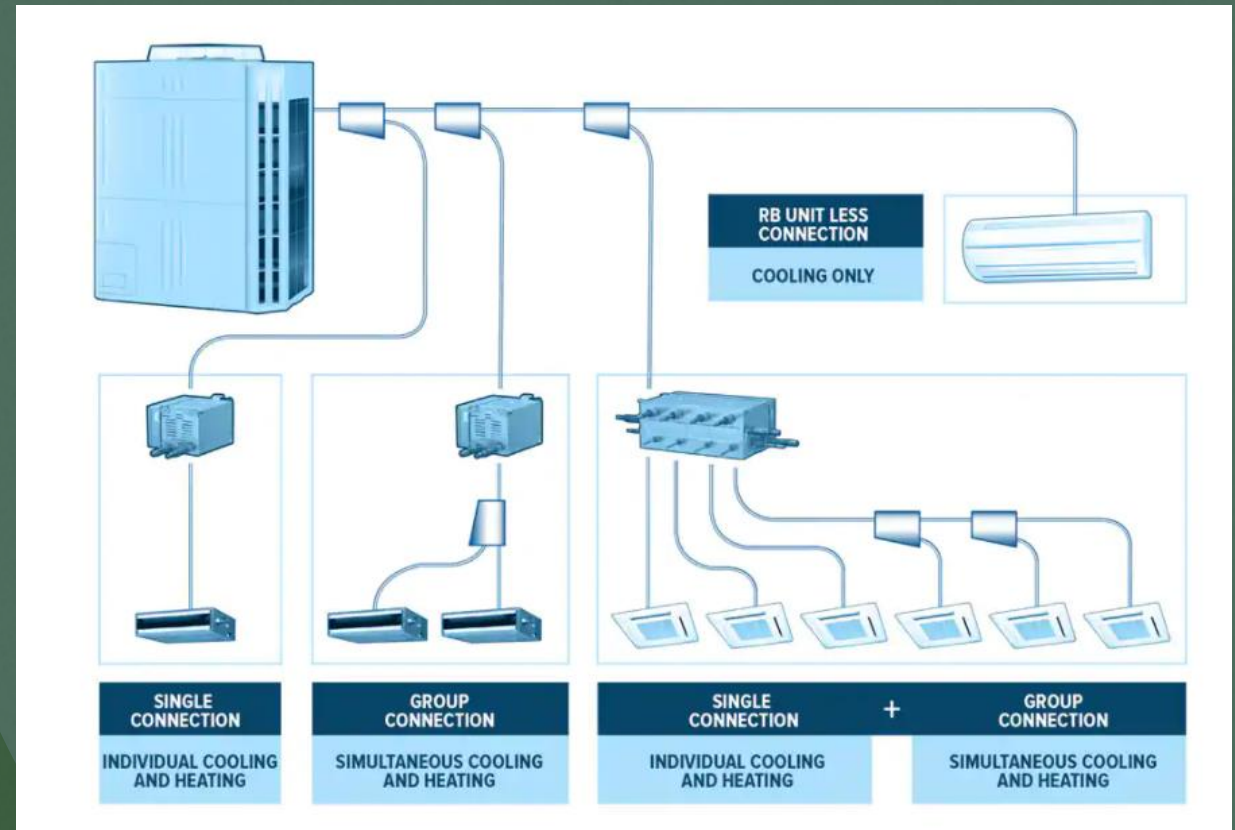 RB UNIT LESS
CONNECTION
COOLING ONLY
SINGLE
CONNECTION
INDIVIDUAL COOLING
AND HEATING
GROUP
CONNECTION
SIMULTANEOUS COOLING
AND HEATING
SINGLE
CONNECTION
+
GROUP
CONNECTION
INDIVIDUAL COOLING
AND HEATING
SIMULTANEOUS COOLING
AND HEATING